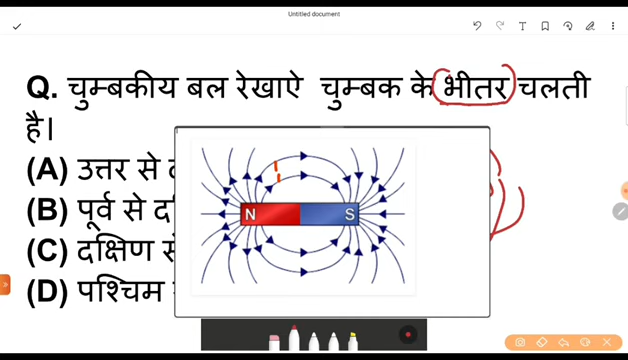 Untitled document
Q. चुम्बकीय बल रेखाऐ चुम्बक के भीतर चलती
है।
(A) उत्तर से
(B) पूर्व से
(C) दक्षिण से
(D) पश्चिम
N S